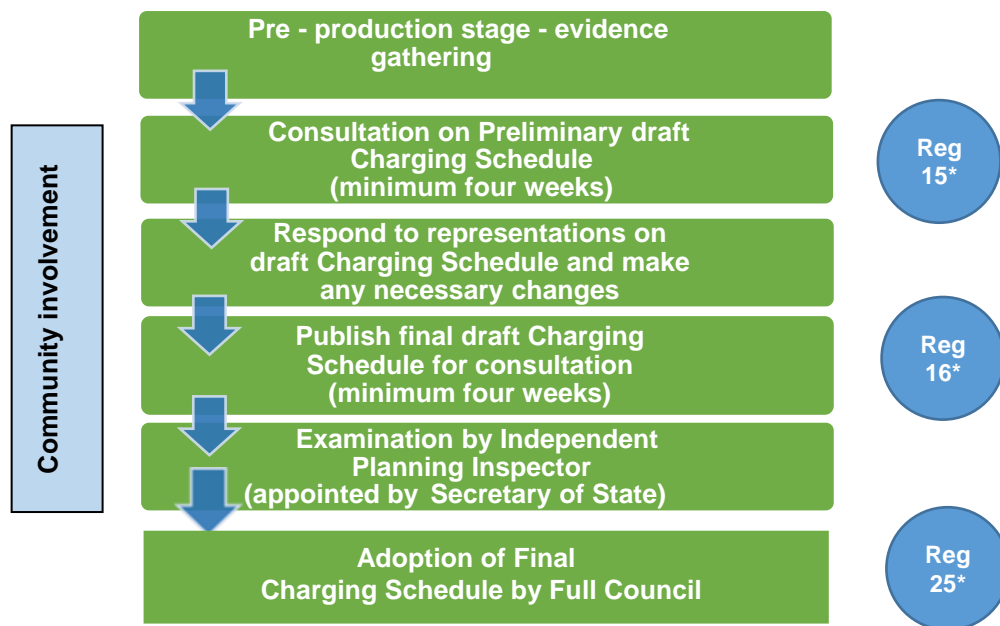 Pre - production stage - evidence
gathering
Community involvement
Consultation on Preliminary draft
Charging Schedule
(minimum four weeks)
Reg
15*
Respond to representations on
draft Charging Schedule and make
any necessary changes
Publish final draft Charging
Schedule for consultation
(minimum four weeks)
Reg
16*
Examination by Independent
Planning Inspector
(appointed by Secretary of State)
Adoption of Final
Charging Schedule by Full Council
Reg
25*